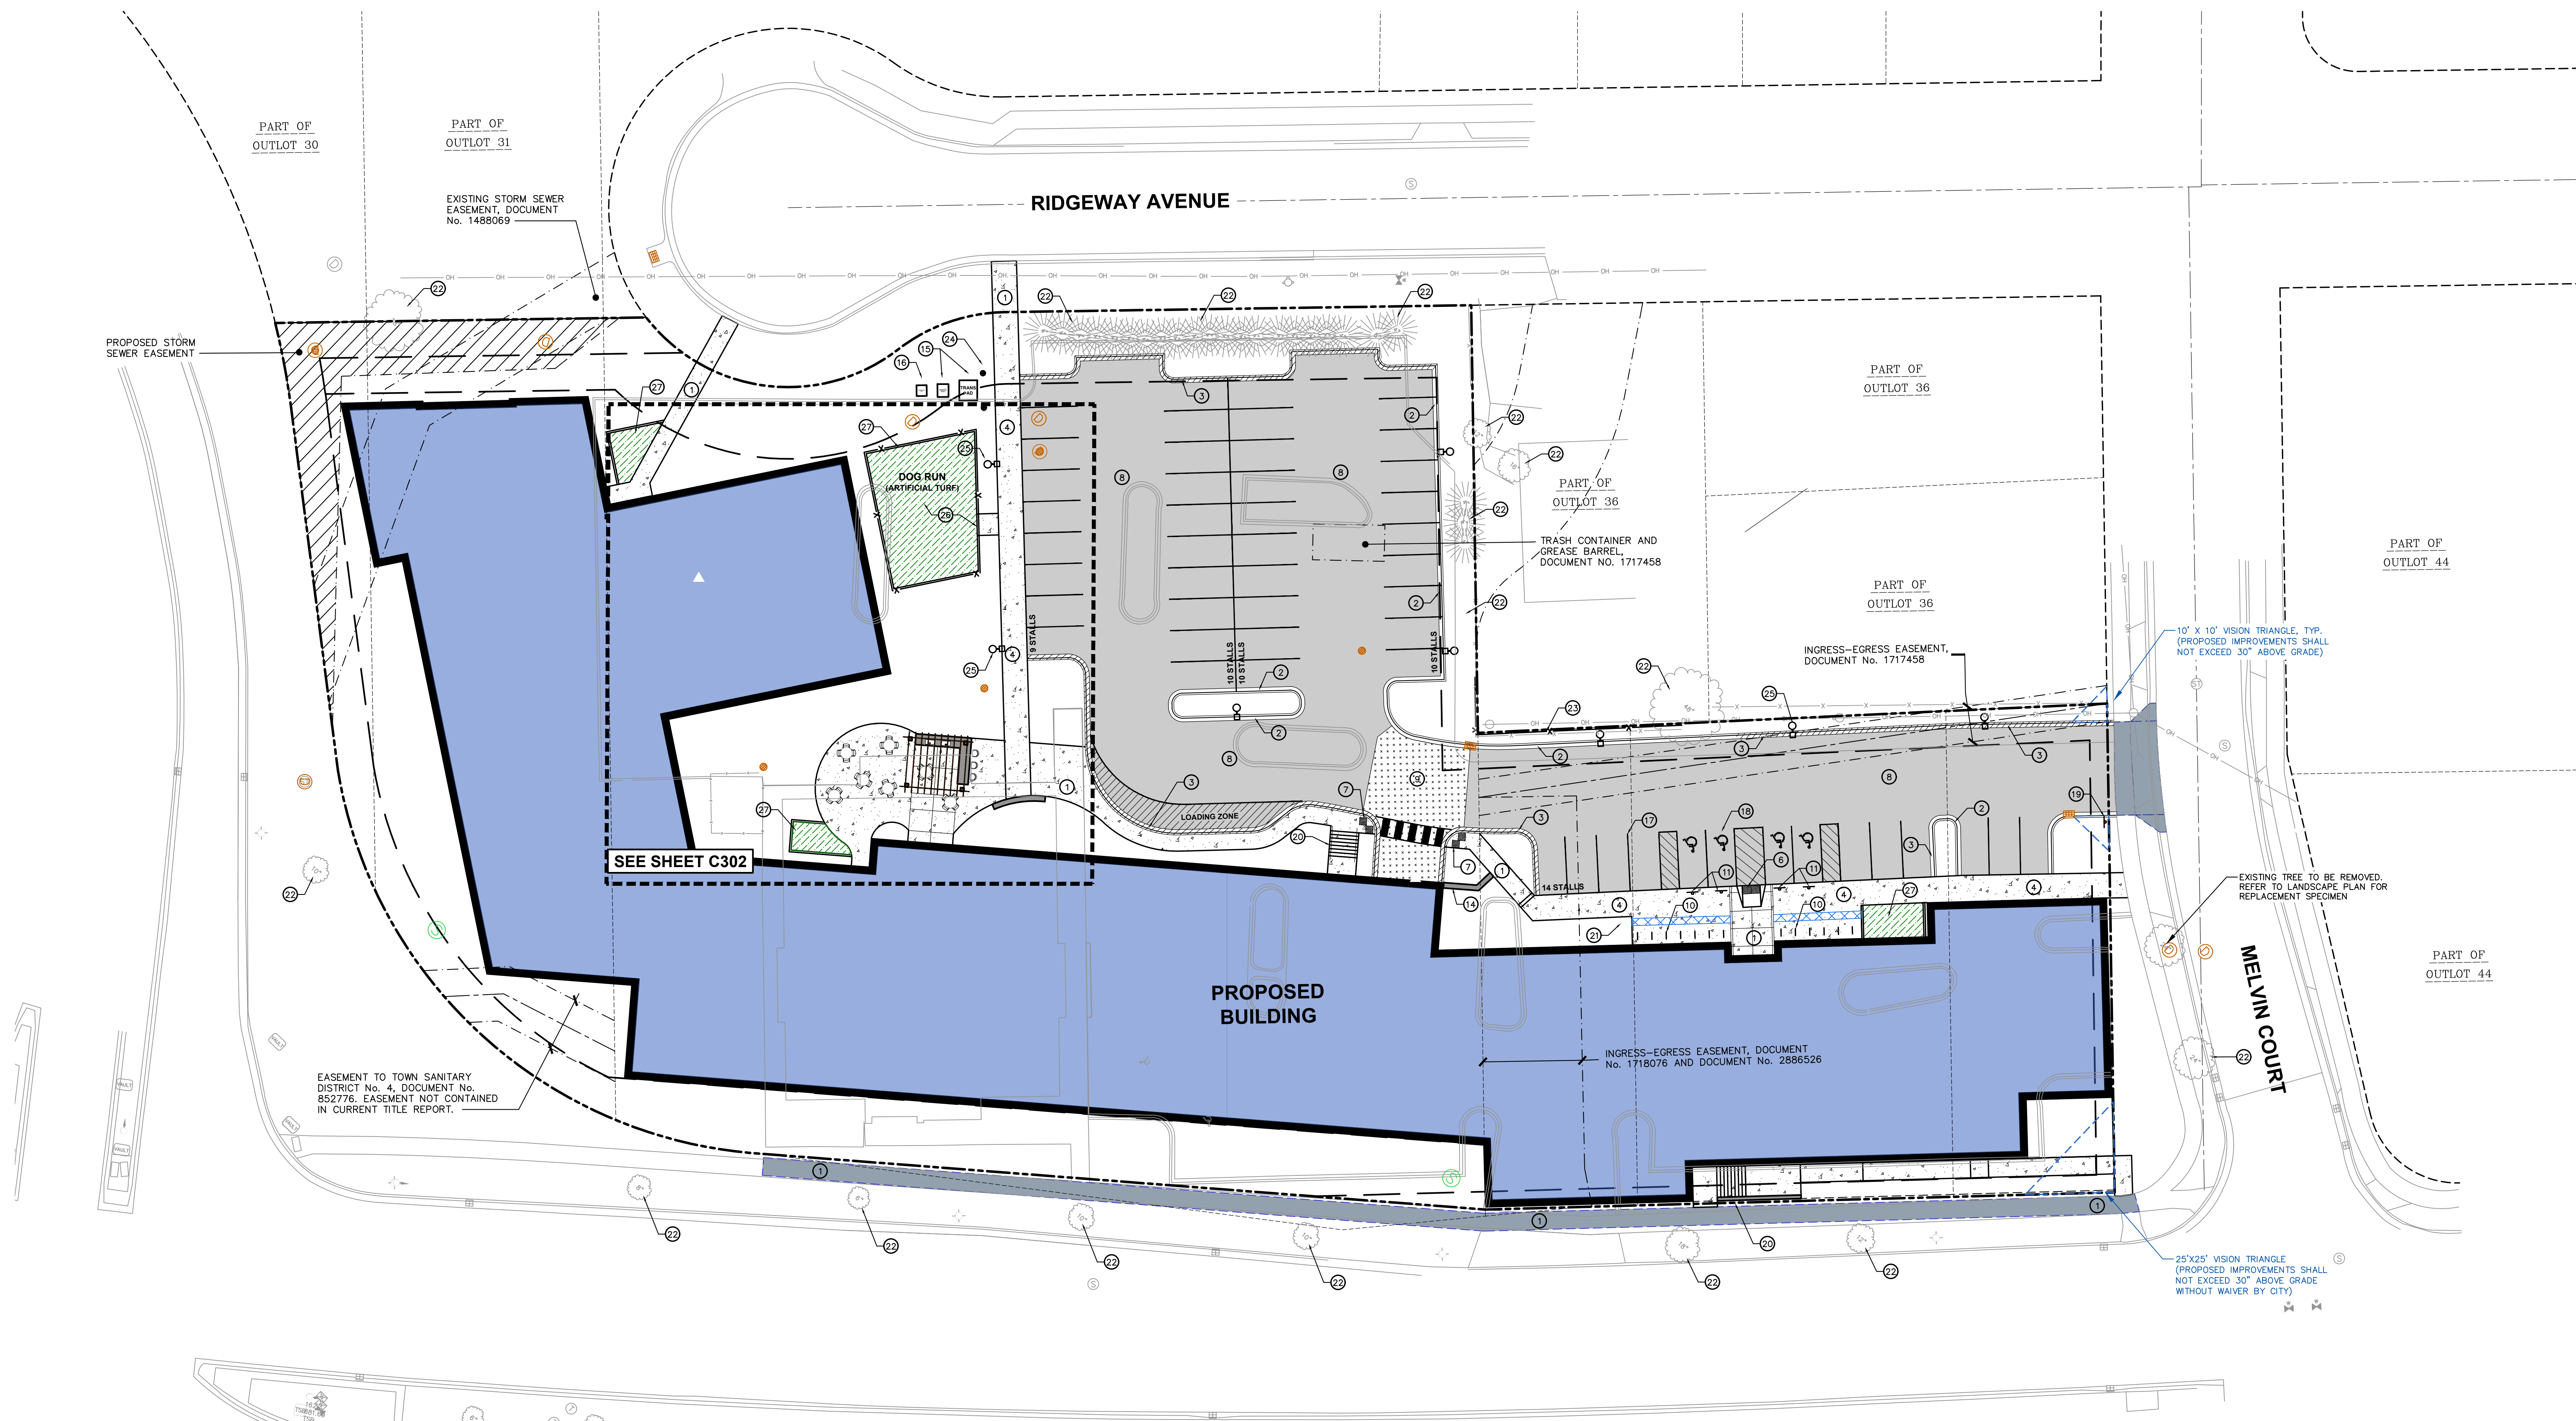 PART OF
OUTLOT 30
PART OF
OUTLOT 31
EXISTING STORM SEWER
EASEMENT, DOCUMENT
No. 1488069
RIDGEWAY AVENUE
PROPOSED STORM
SEWER EASEMENT
TRANS
PAD
DOG RUN
(ARTIFICIAL TURF)
9 STALLS
10 STALLS
10 STALLS
10 STALLS
TRASH CONTAINER AND
GREASE BARREL,
DOCUMENT NO. 1717458
PART OF
OUTLOT 36
PART OF
OUTLOT 36
PART OF
OUTLOT 36
PART OF
OUTLOT 44
INGRESS-EGRESS EASEMENT,
DOCUMENT No. 1717458
10' X 10' VISION TRIANGLE, TYP.
(PROPOSED IMPROVEMENTS SHALL
NOT EXCEED 30" ABOVE GRADE)
LOADING ZONE
SEE SHEET C302
14 STALLS
EXISTING TREE TO BE REMOVED.
REFER TO LANDSCAPE PLAN FOR
REPLACEMENT SPECIMEN
PART OF
OUTLOT 44
MELVIN COURT
PROPOSED
BUILDING
INGRESS-EGRESS EASEMENT, DOCUMENT
No. 1718076 AND DOCUMENT No. 2886526
EASEMENT TO TOWN SANITARY
DISTRICT No. 4, DOCUMENT No.
852776. EASEMENT NOT CONTAINED
IN CURRENT TITLE REPORT.
VAULT
VAULT
VAULT
VAULT
25'X25' VISION TRIANGLE
(PROPOSED IMPROVEMENTS SHALL
NOT EXCEED 30" ABOVE GRADE
WITHOUT WAIVER BY CITY)